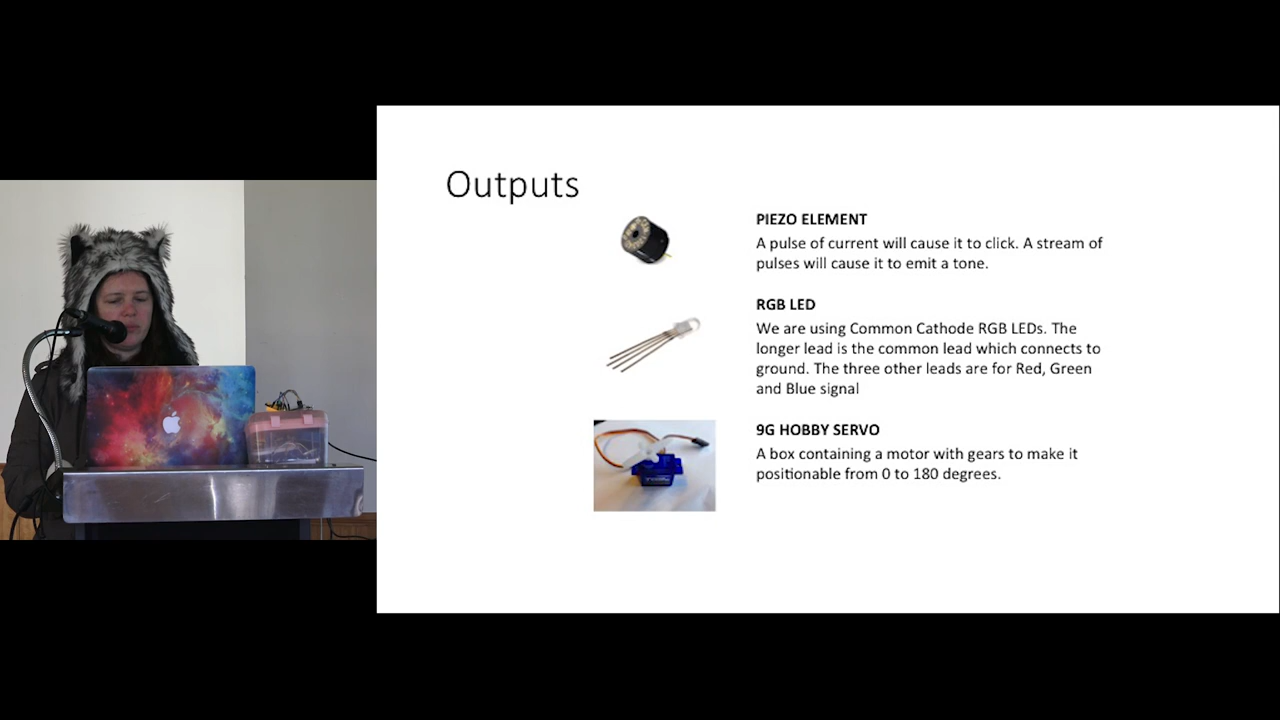 Outputs
PIEZO ELEMENT
A pulse of current will cause it to click. A stream of
pulses will cause it to emit a tone.
RGB LED
We are using Common Cathode RGB LEDs. The
longer lead is the common lead which connects to
ground. The three other leads are for Red, Green
and Blue signal
9G HOBBY SERVO
A box containing a motor with gears to make it
positionable from 0 to 180 degrees.